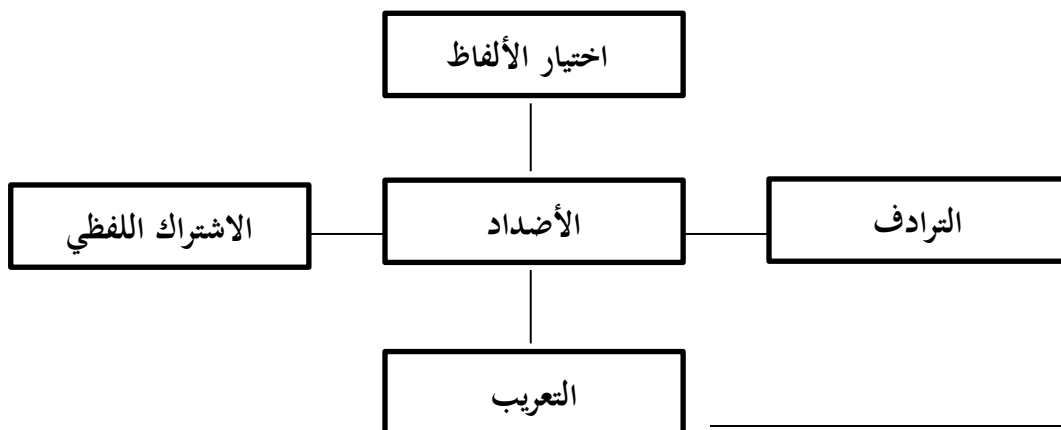 اختيار الألفاظ
الترادف
الأضداد
الاشتراك اللفظي
التعريب